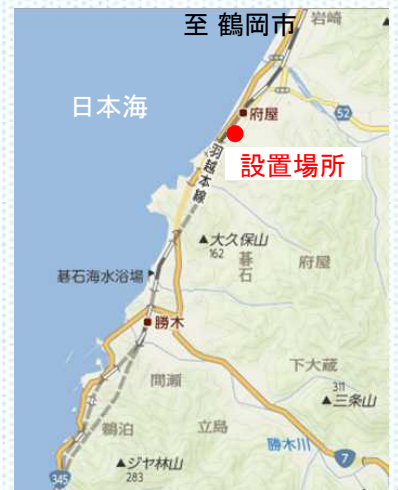 至 鶴岡市
岩崎
日本海
府屋
52
設置場所
羽越本線
▲大久保山
162
碁石
府屋
碁石海水浴場
勝木
下大蔵
間瀬
311
▲三条山
鵜泊
立島
勝木川
7
▲ジヤ林山
283
345